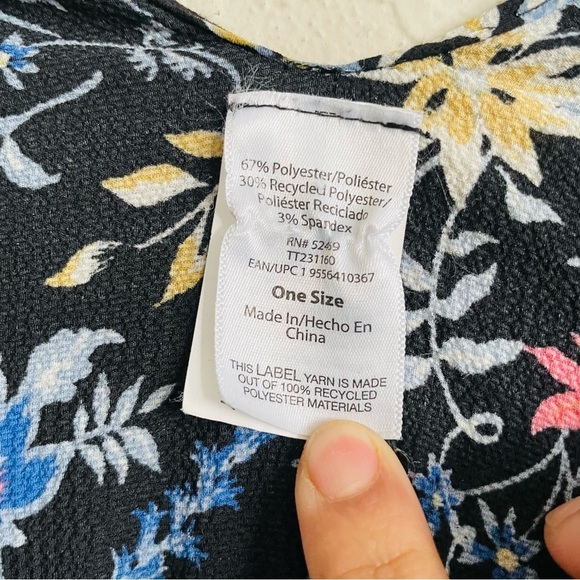 67% Polyester/Poliéster
30% Recycled Polyester/
Poliéster Reciclado
3% Spandex
RN# 5249
TT231160
EAN/UPC 1 9556410367
One Size
Made In/Hecho En
China
THIS LABEL YARN IS MADE
OUT OF 100% RECYCLED
POLYESTER MATERIALS